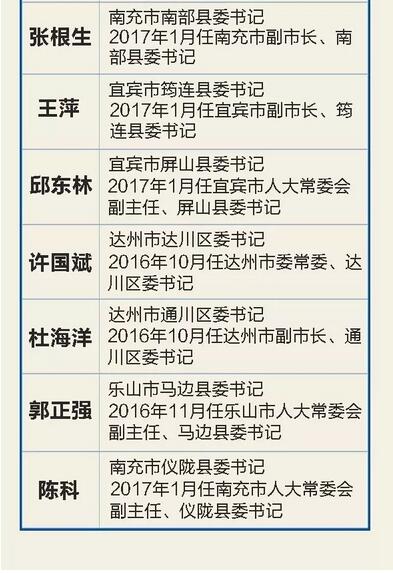 张根生
南充市南部县委书记
2017年1月任南充市副市长、南
部县委书记
王萍
宜宾市筠连县委书记
2017年1月任宜宾市副市长、筠
连县委书记
邱东林
宜宾市屏山县委书记
2017年1月任宜宾市人大常委会
副主任、屏山县委书记
许国斌
达州市达川区委书记
2016年10月任达州市委常委、达
川区委书记
杜海洋
达州市通川区委书记
2016年10月任达州市副市长、通
川区委书记
郭正强
乐山市马边县委书记
2016年11月任乐山市人大常委会
副主任、马边县委书记
陈科
南充市仪陇县委书记
2017年1月任南充市人大常委会
副主任、仪陇县委书记